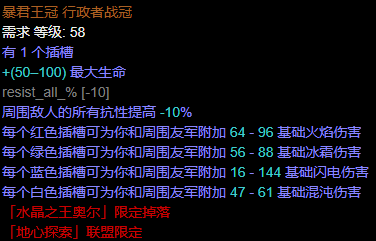 暴君王冠 行政者战冠
需求 等级: 58
有 1 个插槽
+(50–100) 最大生命
resist_all_% [-10]
周围敌人的所有抗性提高 -10%
每个红色插槽可为你和周围友军附加 64 - 96 基础火焰伤害
每个绿色插槽可为你和周围友军附加 56 - 88 基础冰霜伤害
每个蓝色插槽可为你和周围友军附加 16 - 144 基础闪电伤害
每个白色插槽可为你和周围友军附加 47 - 61 基础混沌伤害
「水晶之王奥尔」限定掉落
「地心探索」联盟限定